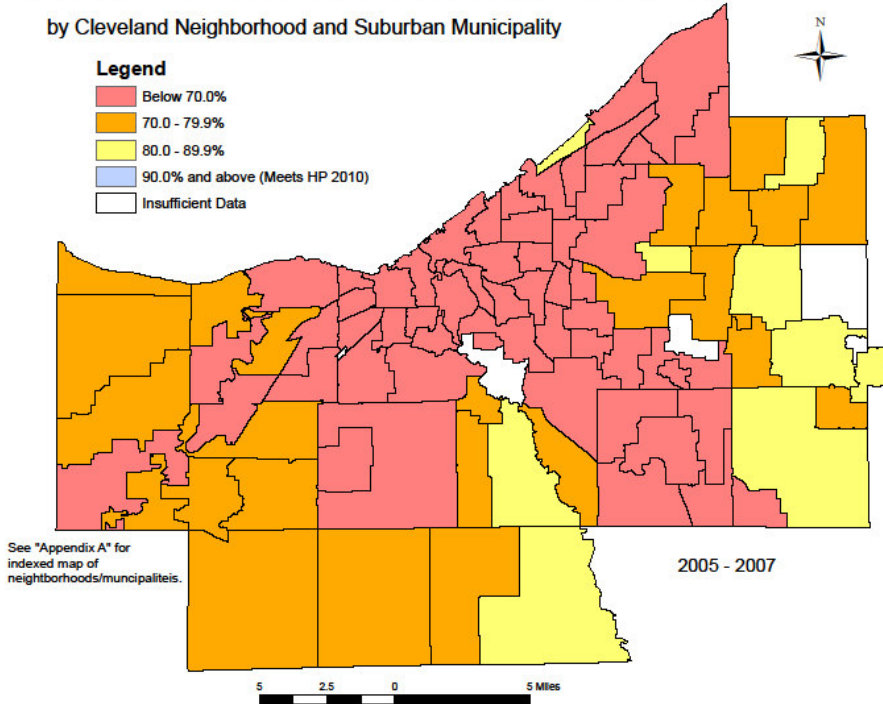 by Cleveland Neighborhood and Suburban Municipality
N
Legend
Below 70.0%
70.0 - 79.9%
80.0 - 89.9%
90.0% and above (Meets HP 2010)
Insufficient Data
See "Appendix A" for
indexed map of
neightborhoods/muncipaliteis.
2005 - 2007
5 2.5 0 5 Miles